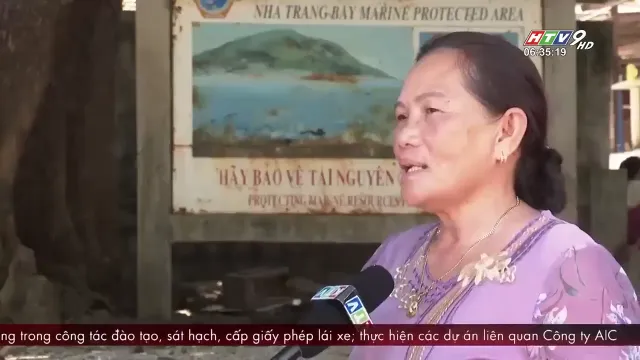 NHA TRANG BAY MARINE PROTECTED AREA
HTV9 HD
06:35:19
HÃY BẢO VỆ TÀI NGUYÊN
PROTECTING MARINE RESOURCES
ng trong công tác đào tạo, sát hạch, cấp giấy phép lái xe; thực hiện các dự án liên quan Công ty AIC